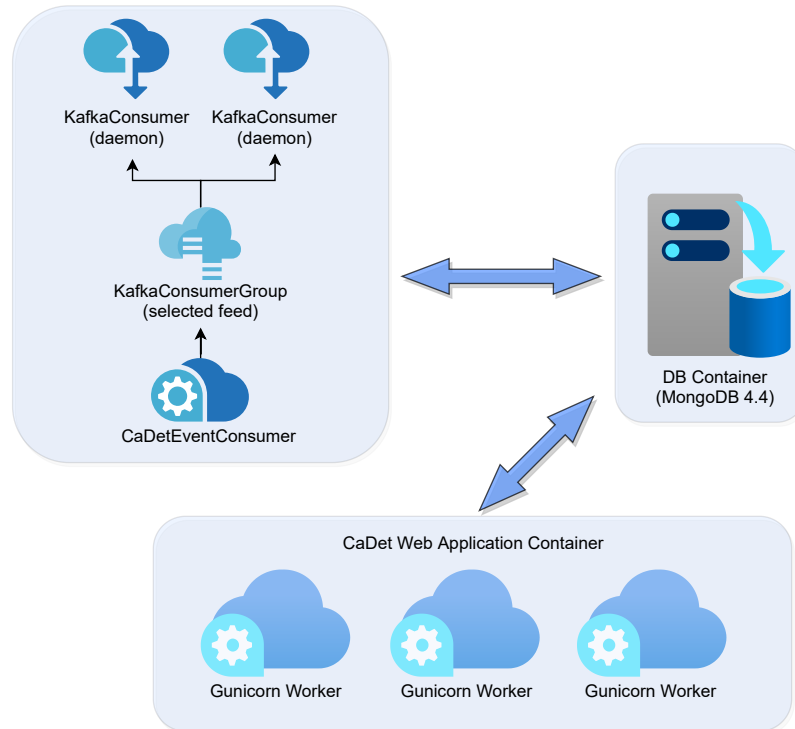 KafkaConsumer
(daemon)
KafkaConsumer
(daemon)
KafkaConsumerGroup
(selected feed)
CaDetEventConsumer
DB Container
(MongoDB 4.4)
CaDet Web Application Container
Gunicorn Worker
Gunicorn Worker
Gunicorn Worker